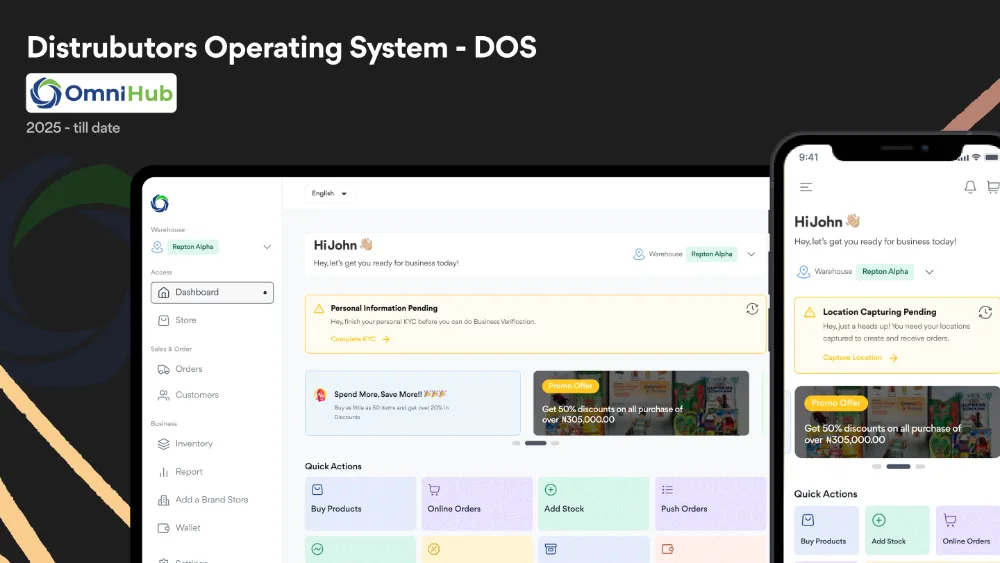 Distrubutors Operating System - DOS
OmniHub
2025 - till date
Warehouse
Repton Alpha
Access
Dashboard
Store
Sales & Order
Orders
Customers
Business
Inventory
Report
Add a Brand Store
Wallet
Settings
English
Hi John 👋🏼
Hey, let's get you ready for business today!
Warehouse
Repton Alpha
Personal Information Pending
Hey, finish your personal KYC before you can do Business Verification.
Complete KYC →
Spend More, Save More!! 🎉🎉🎉
Buy as little as 50 items and get over 20% in
Discounts
Promo Offer
Get 50% discounts on all purchase of
over ₦305,000.00
Quick Actions
Buy Products
Online Orders
Add Stock
Push Orders
9:41
Hi John 👋🏼
Hey, let's get you ready for business today!
Warehouse
Repton Alpha
Location Capturing Pending
Hey, just a heads up! You need your locations
captured to create and receive orders.
Capture Location →
Promo Offer
Get 50% discounts on all purchase of
over ₦305,000.00
Quick Actions
Buy Products
Add Stock
Online Orders